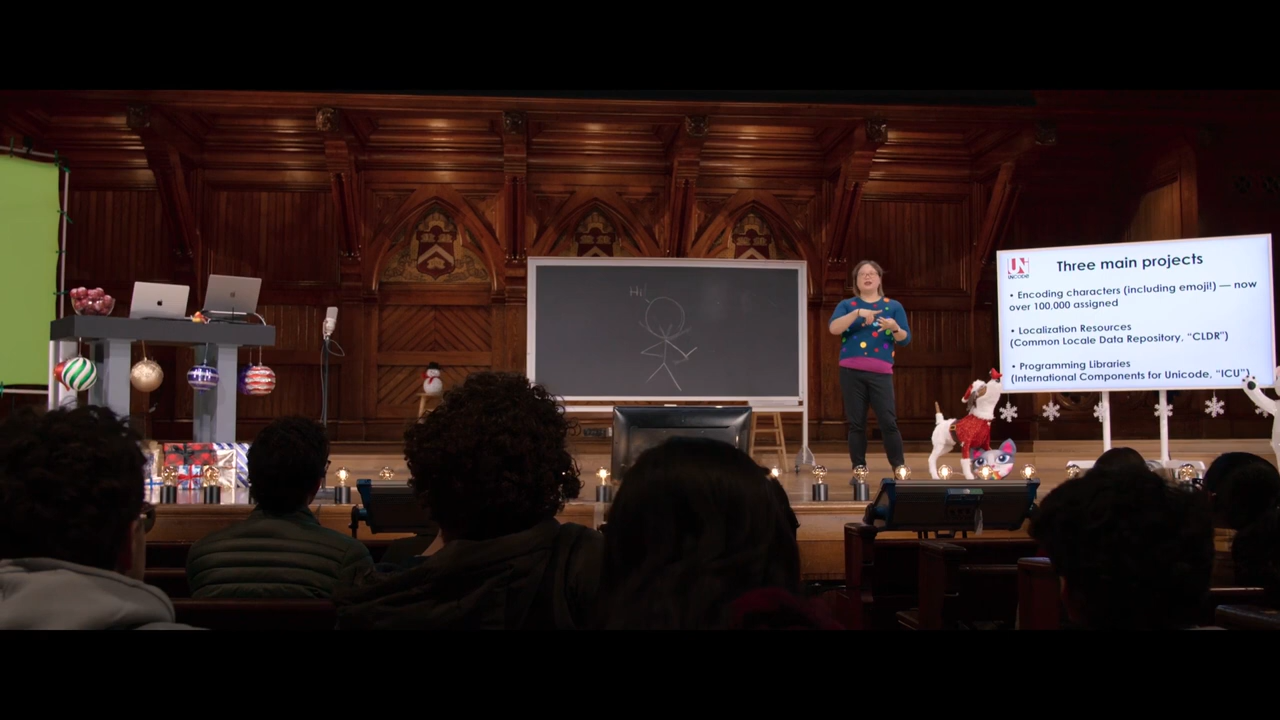 Hi!
UNICODE
Three main projects
• Encoding characters (including emoji!) — now
over 100,000 assigned
• Localization Resources
(Common Locale Data Repository, “CLDR”)
• Programming Libraries
(International Components for Unicode, “ICU”)